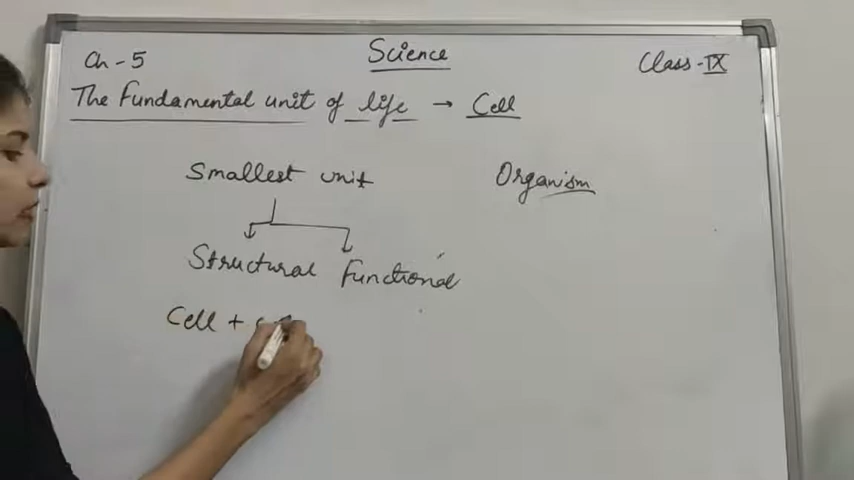 Ch - 5 Science Class - IX
The Fundamental unit of life → Cell
Smallest unit Organism
Structural Functional
Cell +